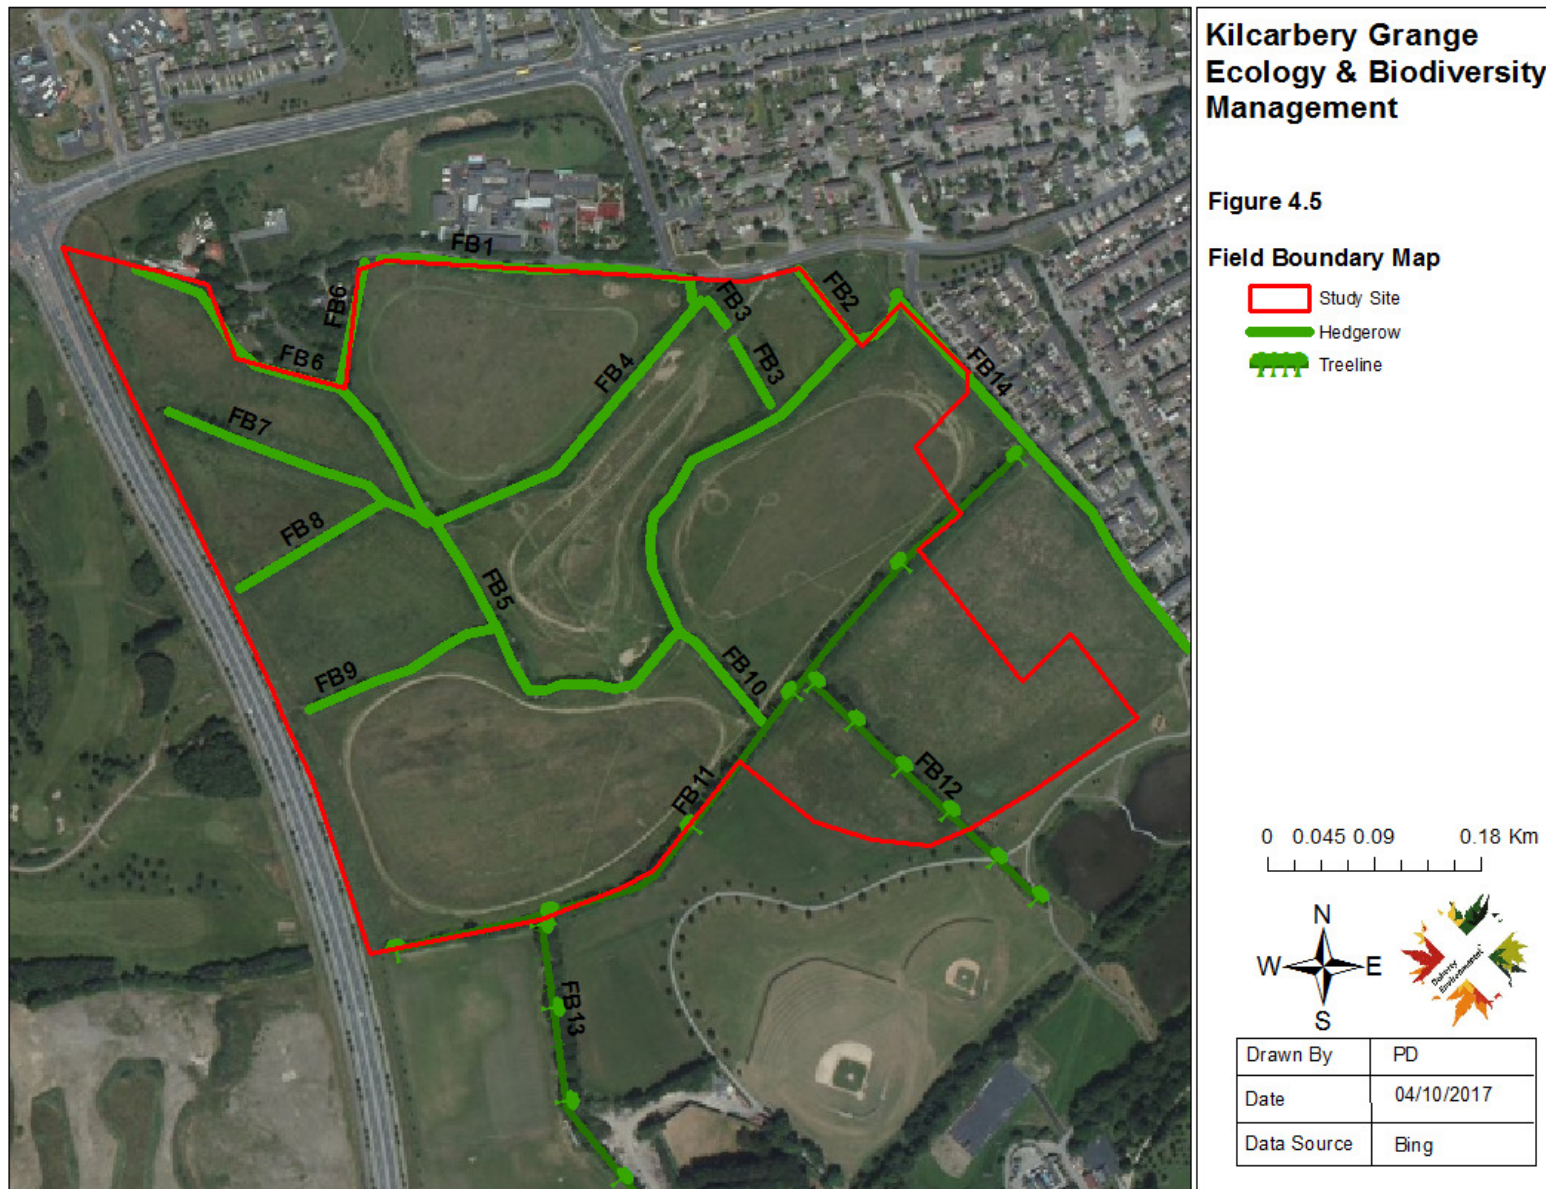 Kilcarbery Grange
Ecology & Biodiversity
Management
Figure 4.5
Field Boundary Map
Study Site
Hedgerow
Treeline
FB1
FB2
FB3
FB3
FB4
FB5
FB6
FB6
FB7
FB8
FB9
FB10
FB11
FB12
FB13
FB14
0 0.045 0.09 0.18 Km
N
W E
S
Doherty
Environmental
Drawn By PD
Date 04/10/2017
Data Source Bing